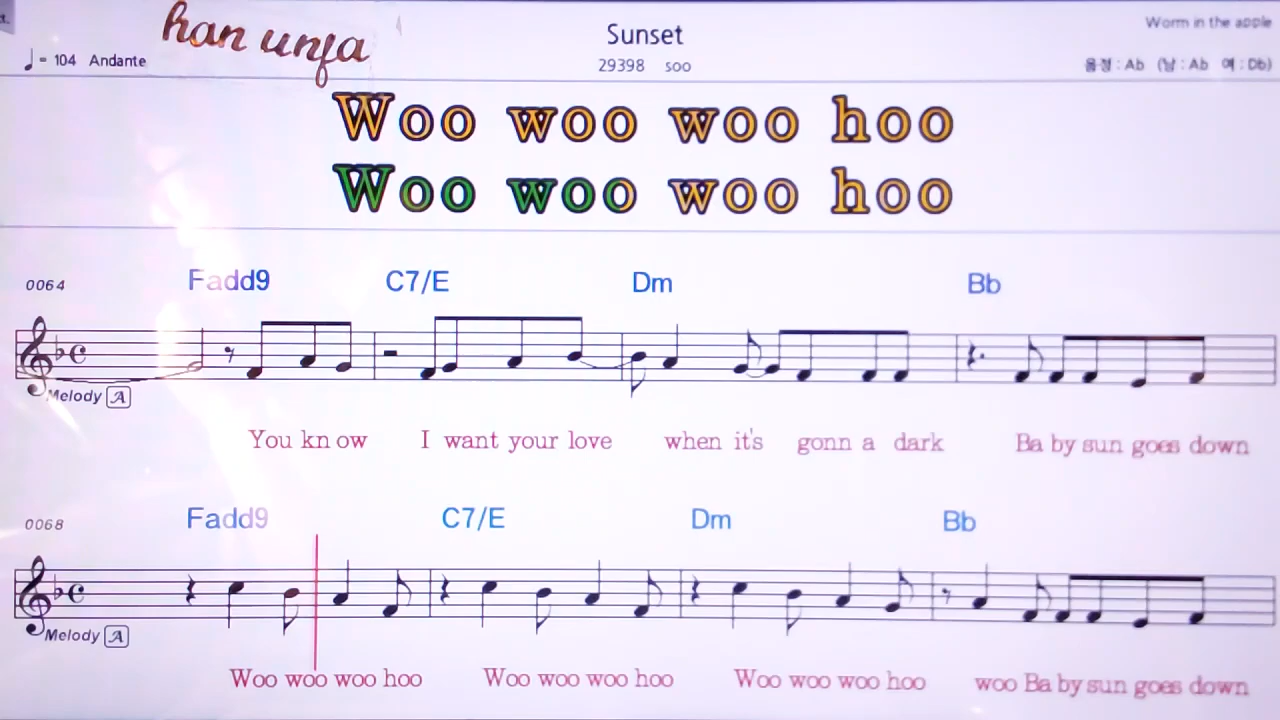 han unja
Sunset
Worm in the apple
♩= 104 Andante
29398 soo
음정 : Ab (남 : Ab 여 : Db)
Woo woo woo hoo
Woo woo woo hoo
0064
Fadd9 C7/E Dm Bb
Melody A
You kn ow I want your love when it's gonn a dark Ba by sun goes down
0068
Fadd9 C7/E Dm Bb
Melody A
Woo woo woo hoo Woo woo woo hoo Woo woo woo hoo woo Ba by sun goes down